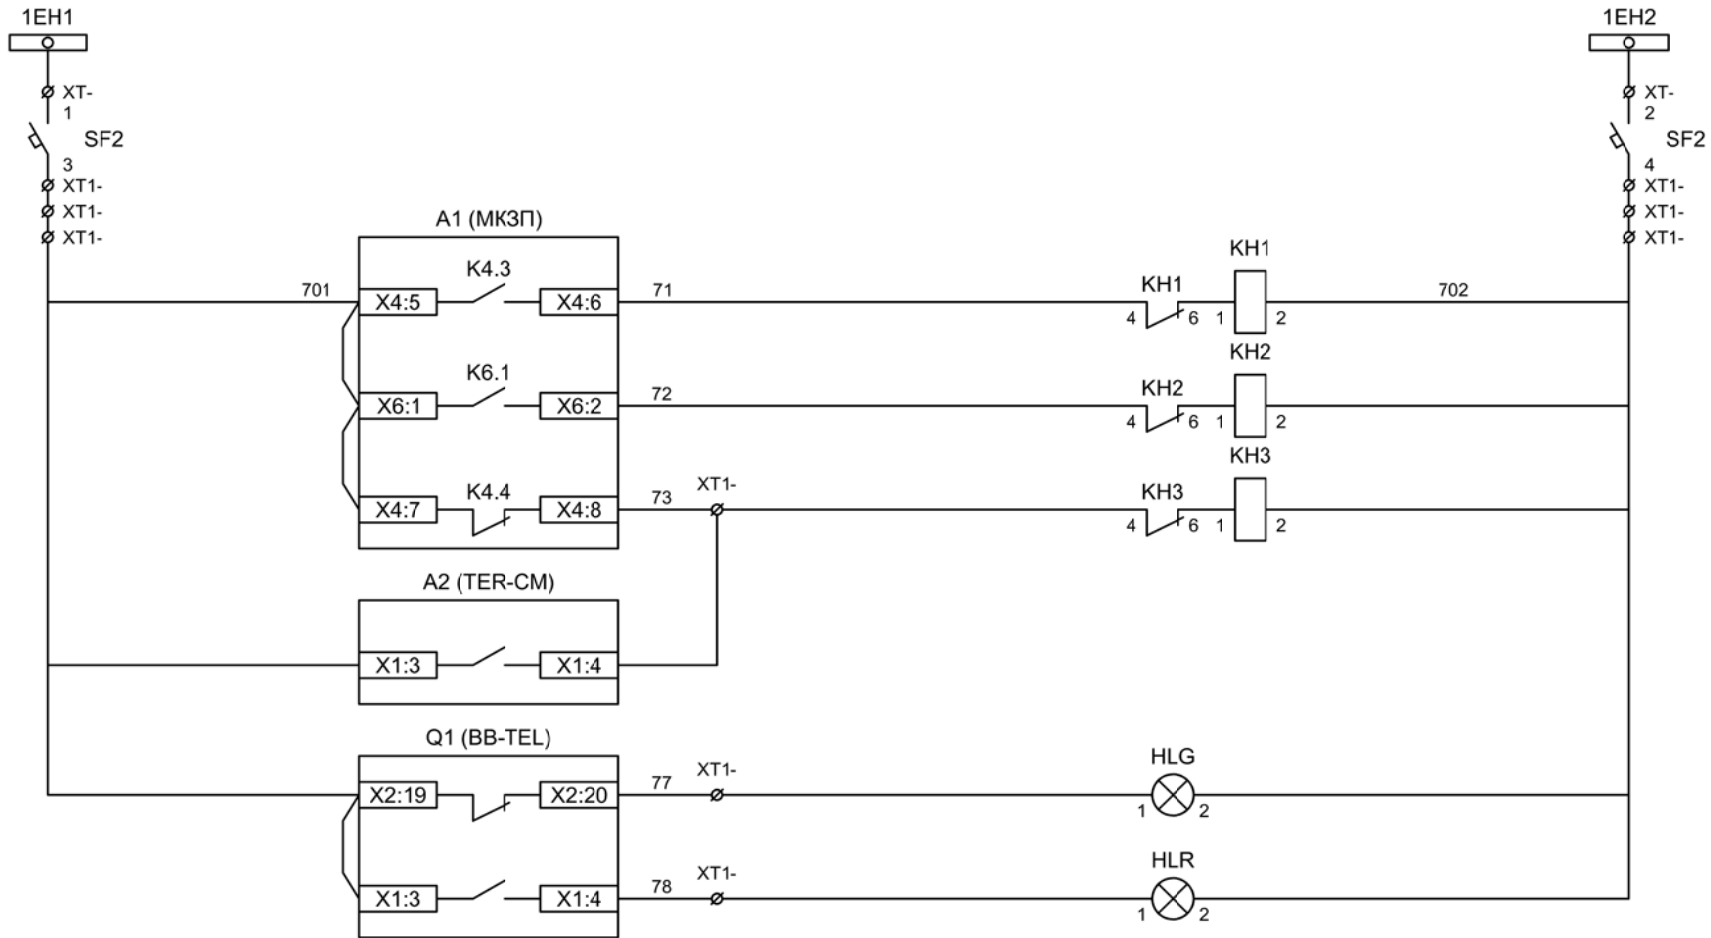 1EH1
1EH2
XT-
XT-
1
2
SF2
SF2
3
4
XT1-
XT1-
XT1-
XT1-
XT1-
XT1-
A1 (МКЗП)
KH1
K4.3
KH1
701
X4:5
X4:6
71
702
4
6
1
2
KH2
K6.1
KH2
X6:1
X6:2
72
4
6
1
2
KH3
K4.4
XT1-
KH3
X4:7
X4:8
73
4
6
1
2
A2 (TER-CM)
X1:3
X1:4
Q1 (BB-TEL)
HLG
XT1-
X2:19
X2:20
77
1
2
HLR
XT1-
X1:3
X1:4
78
1
2